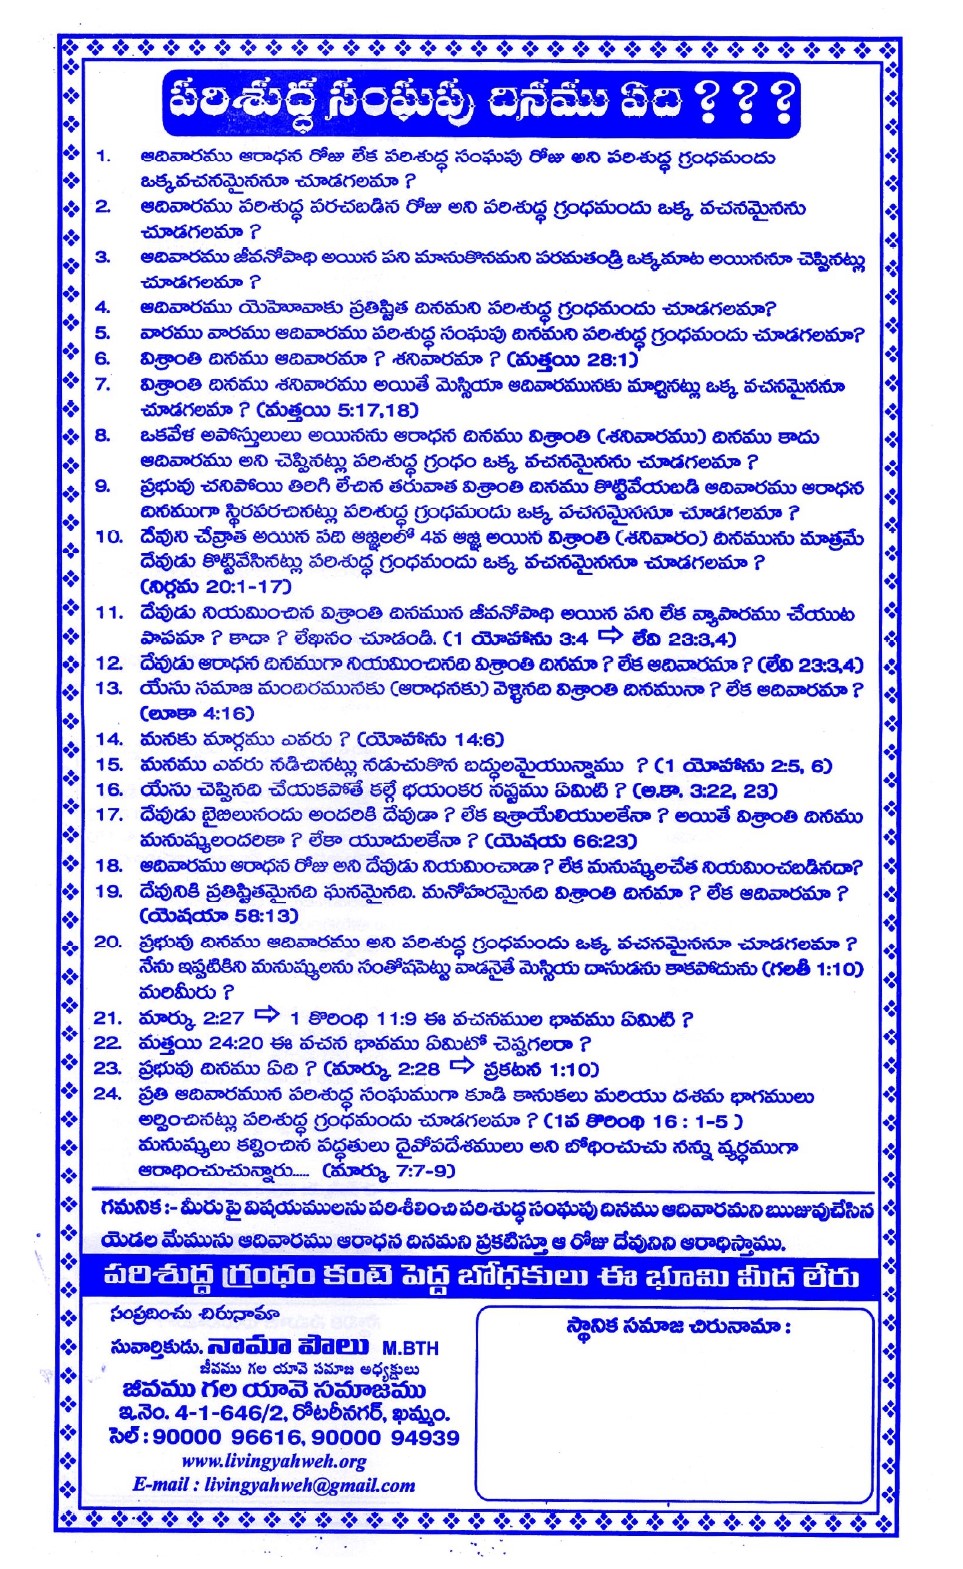 పరిశుద్ధ సంఘపు దినము ఏది ? ? ?
1. ఆదివారము ఆరాధన రోజు లేక పరిశుద్ధ సంఘపు రోజు అని పరిశుద్ధ గ్రంధమందు
ఒక్కవచనమైననూ చూడగలమా ?
2. ఆదివారము పరిశుద్ధ పరచబడిన రోజు అని పరిశుద్ధ గ్రంధమందు ఒక్క వచనమైనను
చూడగలమా ?
3. ఆదివారము జీవనోపాధి అయిన పని మానుకొనమని పరమతండ్రి ఒక్కమాట అయిననూ చెప్పినట్లు
చూడగలమా ?
4. ఆదివారము యెహోవాకు ప్రతిష్టిత దినమని పరిశుద్ధ గ్రంధమందు చూడగలమా?
5. వారము వారము ఆదివారము పరిశుద్ధ సంఘపు దినమని పరిశుద్ధ గ్రంధమందు చూడగలమా?
6. విశ్రాంతి దినము ఆదివారమా ? శనివారమా ? (మత్తయి 28:1)
7. విశ్రాంతి దినము శనివారము అయితే మెస్సియా ఆదివారమునకు మార్చినట్లు ఒక్క వచనమైననూ
చూడగలమా ? (మత్తయి 5:17,18)
8. ఒకవేళ అపోస్తులులు అయినను ఆరాధన దినము విశ్రాంతి (శనివారము) దినము కాదు
ఆదివారము అని చెప్పినట్లు పరిశుద్ధ గ్రంధం ఒక్క వచనమైనను చూడగలమా ?
9. ప్రభువు చనిపోయి తిరిగి లేచిన తరువాత విశ్రాంతి దినము కొట్టివేయబడి ఆదివారము ఆరాధన
దినముగా స్థిరవరచినట్లు పరిశుద్ధ గ్రంధమందు ఒక్క వచనమైననూ చూడగలమా ?
10. దేవుని చేవ్రాత అయిన పది ఆజ్ఞలలో 4వ ఆజ్ఞ అయిన విశ్రాంతి (శనివారం) దినమును మాత్రమే
దేవుడు కొట్టివేసినట్లు పరిశుద్ధ గ్రంధమందు ఒక్క వచనమైననూ చూడగలమా ?
(నిర్గమ 20:1-17)
11. దేవుడు నియమించిన విశ్రాంతి దినమున జీవనోపాధి అయిన పని లేక వ్యాపారము చేయుట
పాపమా ? కాదా ? లేఖనం చూడండి. (1 యోహాను 3:4 ⇨ లేవి 23:3,4)
12. దేవుడు ఆరాధన దినముగా నియమించినది విశ్రాంతి దినమా ? లేక ఆదివారమా ? (లేవి 23:3,4)
13. యేసు సమాజ మందిరమునకు (ఆరాధనకు) వెళ్ళినది విశ్రాంతి దినమునా ? లేక ఆదివారమా ?
(లూకా 4:16)
14. మనకు మార్గము ఎవరు ? (యోహాను 14:6)
15. మనము ఎవరు నడిచినట్లు నడుచుకొన బద్ధులమైయున్నాము ? (1 యోహాను 2:5, 6)
16. యేసు చెప్పినది చేయకపోతే కల్గే భయంకర నష్టము ఏమిటి ? (అ.కా. 3:22, 23)
17. దేవుడు బైబిలునందు అందరికి దేవుడా ? లేక ఇశ్రాయేలియులకేనా ? అయితే విశ్రాంతి దినము
మనుష్యులందరికా ? లేకా యూదులకేనా ? (యెషయ 66:23)
18. ఆదివారము ఆరాధన రోజు అని దేవుడు నియమించాడా ? లేక మనుష్యులచేత నియమించబడినదా?
19. దేవునికి ప్రతిష్టితమైనది ఘనమైనది. మనోహరమైనది విశ్రాంతి దినమా ? లేక ఆదివారమా ?
(యెషయా 58:13)
20. ప్రభువు దినము ఆదివారము అని పరిశుద్ధ గ్రంధమందు ఒక్క వచనమైననూ చూడగలమా ?
నేను ఇప్పటికిని మనుష్యులను సంతోషపెట్టు వాడనైతే మెస్సియ దాసుడను కాకపోదును (గలతీ 1:10)
మరిమీరు ?
21. మార్కు 2:27 ⇨ 1 కొరింథి 11:9 ఈ వచనముల భావము ఏమిటి ?
22. మత్తయి 24:20 ఈ వచన భావము ఏమిటో చెప్పగలరా ?
23. ప్రభువు దినము ఏది ? (మార్కు 2:28 ⇨ ప్రకటన 1:10)
24. ప్రతి ఆదివారమున పరిశుద్ధ సంఘముగా కూడి కానుకలు మరియు దశమ భాగములు
అర్పించినట్లు పరిశుద్ధ గ్రంధమందు చూడగలమా ? (1వ కొరింథి 16 : 1-5 )
మనుష్యులు కల్పించిన పద్ధతులు దైవోపదేశములు అని బోధించుచు నన్ను వ్యర్ధముగా
ఆరాధించుచున్నారు..... (మార్కు 7:7-9)
గమనిక :- మీరు పై విషయములను పరిశీలించి పరిశుద్ధ సంఘపు దినము ఆదివారమని ఋజువుచేసిన
యెడల మేమును ఆదివారము ఆరాధన దినమని ప్రకటిస్తూ ఆ రోజు దేవునిని ఆరాధిస్తాము.
పరిశుద్ద గ్రంధం కంటె పెద్ద బోధకులు ఈ భూమి మీద లేరు
సంప్రదించు చిరునామా
సువార్తికుడు. నామా పౌలు M.BTH
జీవము గల యావె సమాజ అధ్యక్షులు
జీవము గల యావె సమాజము
ఇ.నెం. 4-1-646/2, రోటరీనగర్, ఖమ్మం.
సెల్ : 90000 96616, 90000 94939
www.livingyahweh.org
E-mail : livingyahweh@gmail.com
స్థానిక సమాజ చిరునామా :